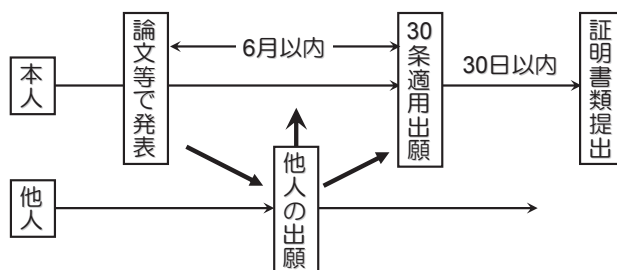 本人
論文等で発表
6月以内
30条適用出願
30日以内
証明書類提出
他人
他人の出願